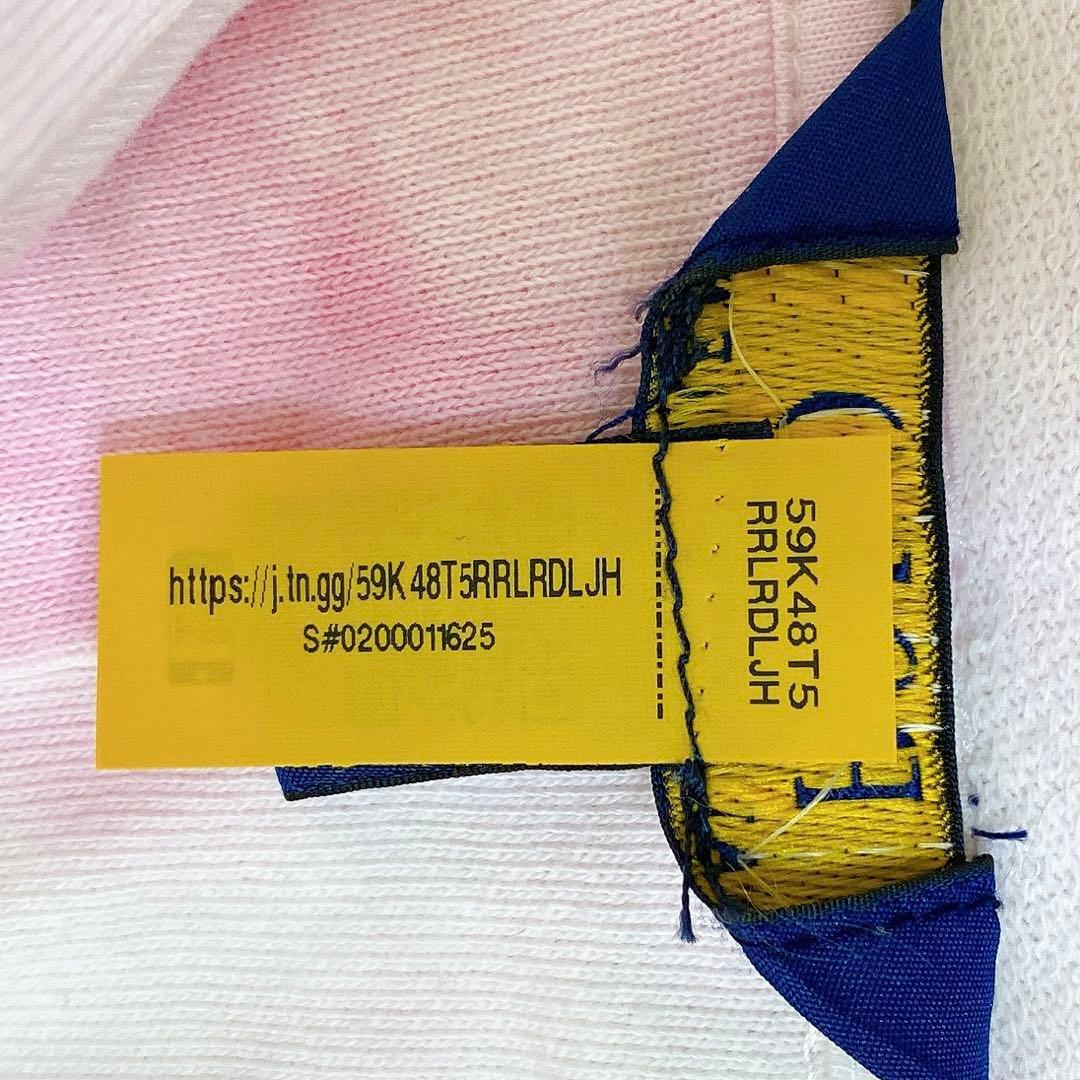 https://j.tn.gg/59K48T5RRLRDLJH
S#0200011625
59K48T5
RRLRDLJH